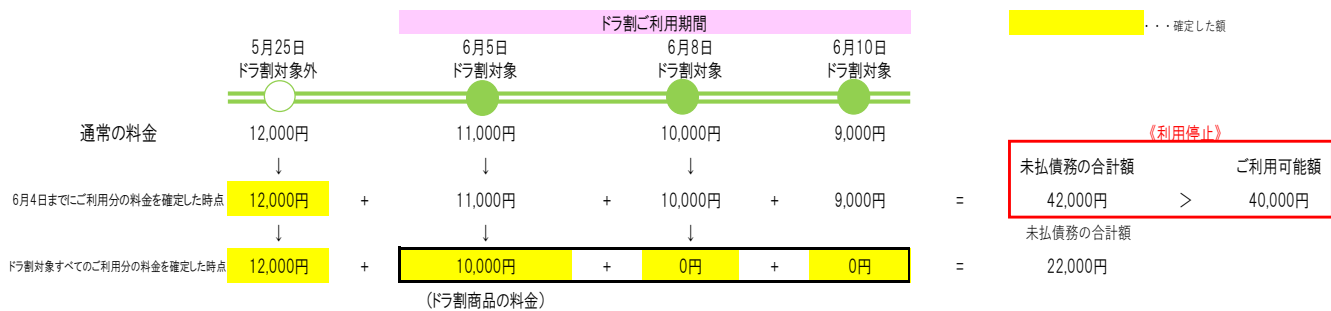 ドラ割ご利用期間
・・・確定した額
5月25日 6月5日 6月8日 6月10日
ドラ割対象外 ドラ割対象 ドラ割対象 ドラ割対象
通常の料金 12,000円 11,000円 10,000円 9,000円 《利用停止》
↓ ↓ ↓ 未払債務の合計額 ご利用可能額
6月4日までにご利用分の料金を確定した時点 12,000円 + 11,000円 + 10,000円 + 9,000円 = 42,000円 > 40,000円
↓ ↓ ↓ 未払債務の合計額
ドラ割対象すべてのご利用分の料金を確定した時点 12,000円 + 10,000円 + 0円 + 0円 = 22,000円
(ドラ割商品の料金)